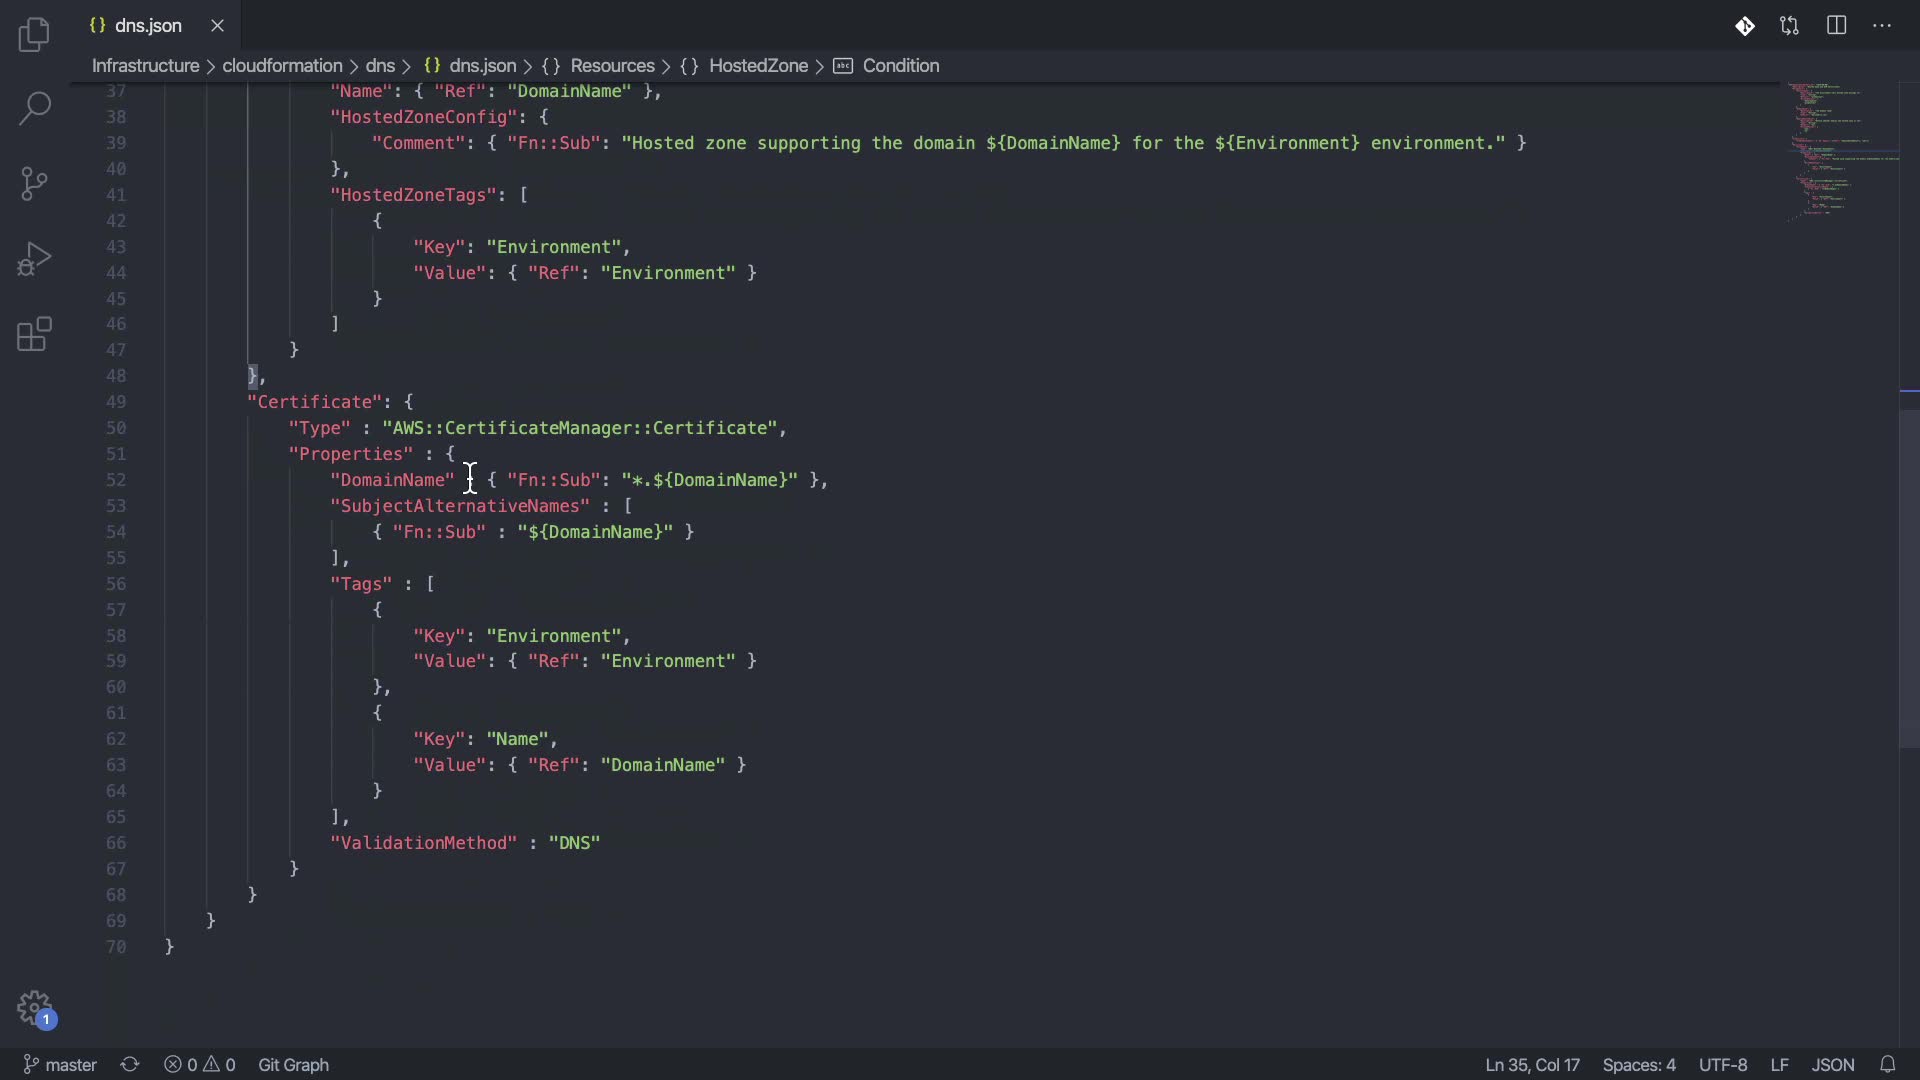 {} dns.json
Infrastructure > cloudformation > dns > {} dns.json > {} Resources > {} HostedZone > abc Condition
37 "Name": { "Ref": "DomainName" },
38 "HostedZoneConfig": {
39 "Comment": { "Fn::Sub": "Hosted zone supporting the domain ${DomainName} for the ${Environment} environment." }
40 },
41 "HostedZoneTags": [
42 {
43 "Key": "Environment",
44 "Value": { "Ref": "Environment" }
45 }
46 ]
47 }
48 },
49 "Certificate": {
50 "Type" : "AWS::CertificateManager::Certificate",
51 "Properties" : {
52 "DomainName" : { "Fn::Sub": "*.${DomainName}" },
53 "SubjectAlternativeNames" : [
54 { "Fn::Sub" : "${DomainName}" }
55 ],
56 "Tags" : [
57 {
58 "Key": "Environment",
59 "Value": { "Ref": "Environment" }
60 },
61 {
62 "Key": "Name",
63 "Value": { "Ref": "DomainName" }
64 }
65 ],
66 "ValidationMethod" : "DNS"
67 }
68 }
69 }
70 }
1
master 0 0 Git Graph Ln 35, Col 17 Spaces: 4 UTF-8 LF JSON